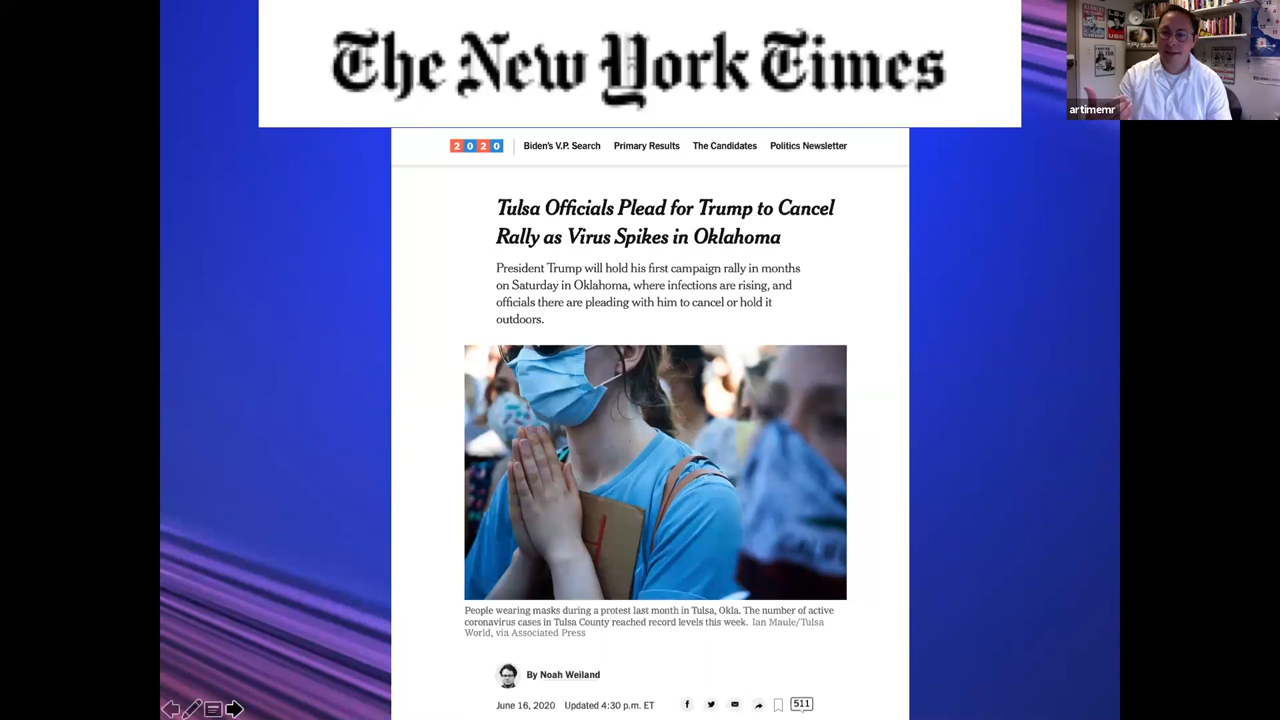 The New York Times
artimemr
2020 Biden's V.P. Search Primary Results The Candidates Politics Newsletter
Tulsa Officials Plead for Trump to Cancel
Rally as Virus Spikes in Oklahoma
President Trump will hold his first campaign rally in months
on Saturday in Oklahoma, where infections are rising, and
officials there are pleading with him to cancel or hold it
outdoors.
People wearing masks during a protest last month in Tulsa, Okla. The number of active
coronavirus cases in Tulsa County reached record levels this week. Ian Maule/Tulsa
World, via Associated Press
By Noah Weiland
June 16, 2020 Updated 4:30 p.m. ET 511